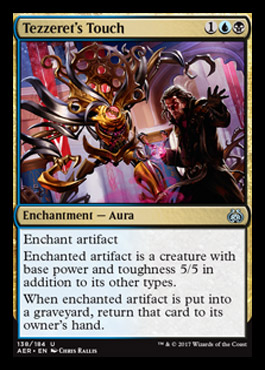 Tezzeret's Touch 1
Enchantment — Aura
Enchant artifact
Enchanted artifact is a creature with
base power and toughness 5/5 in
addition to its other types.
When enchanted artifact is put into
a graveyard, return that card to its
owner's hand.
138/184 U
AER • EN Chris Rallis
™ & © 2017 Wizards of the Coast